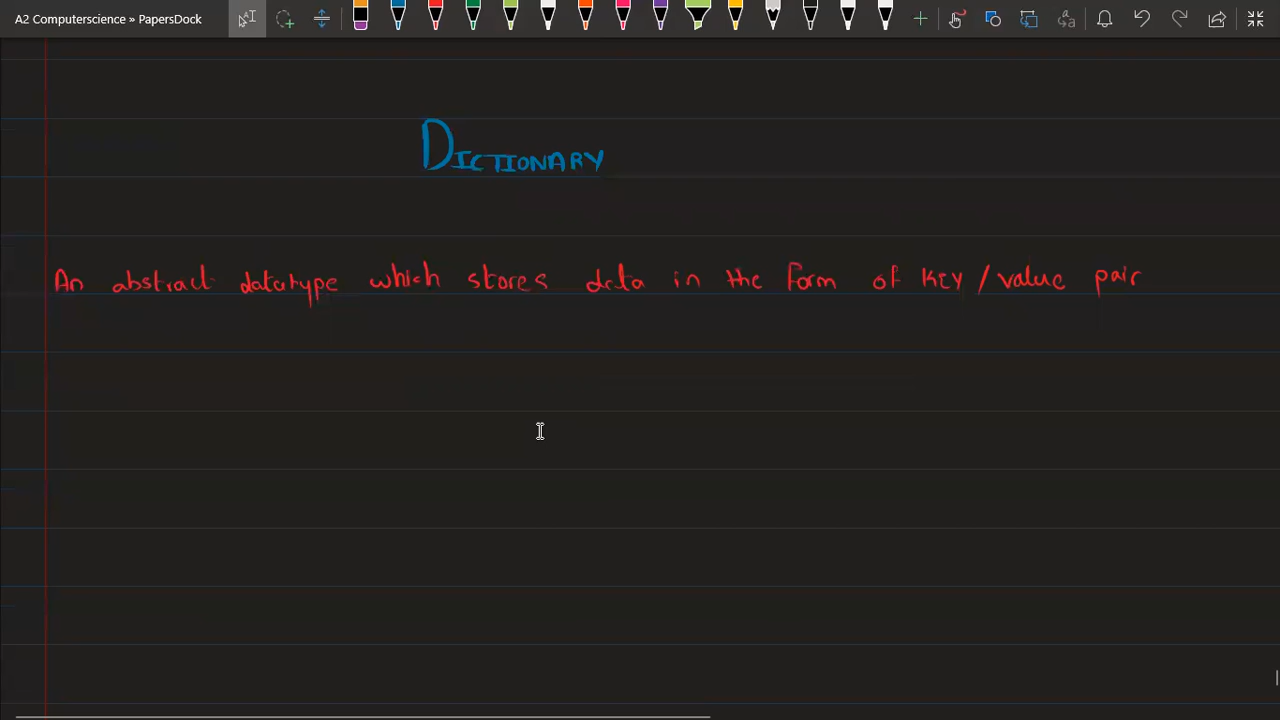 A2 Computerscience » PapersDock
DICTIONARY
An abstract datatype which stores data in the form of key / value pair